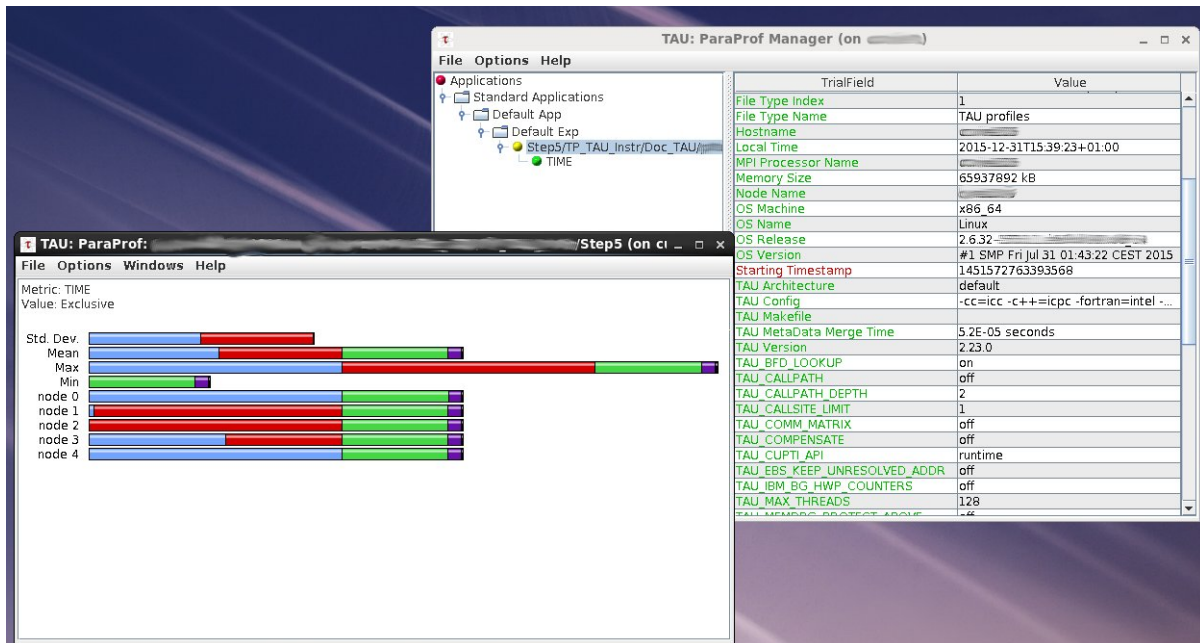 TAU: ParaProf Manager (on )
File Options Help
Applications
Standard Applications
Default App
Default Exp
Step5/TP_TAU_Instr/Doc_TAU/
TIME
TrialField Value
File Type Index 1
File Type Name TAU profiles
Hostname
Local Time 2015-12-31T15:39:23+01:00
MPI Processor Name
Memory Size 65937892 kB
Node Name
OS Machine x86_64
OS Name Linux
OS Release 2.6.32-
OS Version #1 SMP Fri Jul 31 01:43:22 CEST 2015
Starting Timestamp 1451572763393568
TAU Architecture default
TAU Config -cc=icc -c++=icpc -fortran=intel -...
TAU Makefile
TAU MetaData Merge Time 5.2E-05 seconds
TAU Version 2.23.0
TAU_BFD_LOOKUP on
TAU_CALLPATH off
TAU_CALLPATH_DEPTH 2
TAU_CALLSITE_LIMIT 1
TAU_COMM_MATRIX off
TAU_COMPENSATE off
TAU_CUPTI_API runtime
TAU_EBS_KEEP_UNRESOLVED_ADDR off
TAU_IBM_BG_HWP_COUNTERS off
TAU_MAX_THREADS 128
TAU: ParaProf: /Step5 (on
File Options Windows Help
Metric: TIME
Value: Exclusive
Std. Dev.
Mean
Max
Min
node 0
node 1
node 2
node 3
node 4